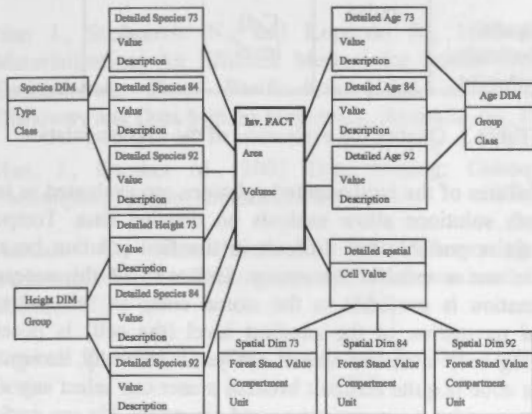 Detailed Species 73
Value
Description
Detailed Age 73
Value
Description
Species DIM
Type
Class
Detailed Species 84
Value
Description
Inv. FACT
Area
Volume
Detailed Age 84
Value
Description
Age DIM
Group
Class
Detailed Species 92
Value
Description
Detailed Age 92
Value
Description
Detailed Height 73
Value
Description
Detailed spatial
Cell Value
Height DIM
Group
Detailed Species 84
Value
Description
Detailed Species 92
Value
Description
Spatial Dim 73
Forest Stand Value
Compartment
Unit
Spatial Dim 84
Forest Stand Value
Compartment
Unit
Spatial Dim 92
Forest Stand Value
Compartment
Unit